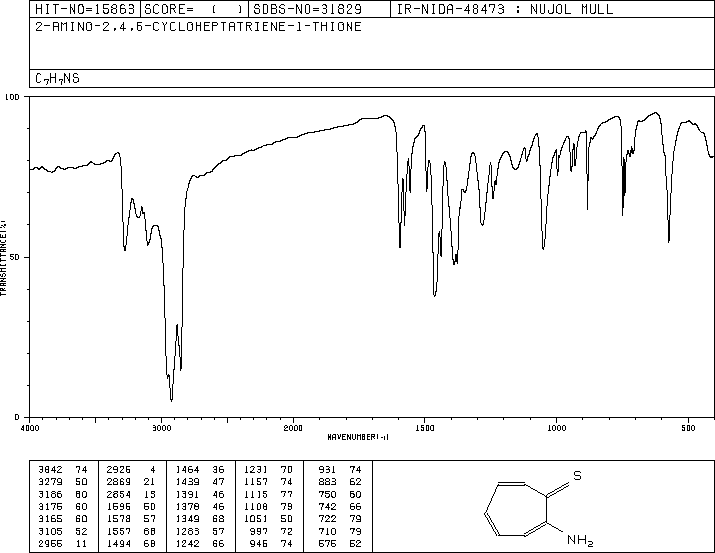 HIT-NO=15863 SCORE= ( ) SDBS-NO=31829 IR-NIDA-48473 : NUJOL MULL
2-AMINO-2,4,6-CYCLOHEPTATRIENE-1-THIONE
C7H7NS
100
50
0
TRANSMITTANCE(%)
4000 3000 2000 1500 1000 500
WAVENUMBER(-1)
3842 74 2926 4 1464 36 1231 70 931 74
3279 50 2869 21 1439 47 1157 74 883 62
3186 60 2854 13 1391 46 1115 77 750 60
3175 60 1595 50 1378 46 1108 79 742 66
3165 60 1578 57 1349 68 1051 50 722 79
3105 52 1557 68 1283 57 997 72 710 79
2956 11 1494 68 1242 66 946 74 576 52
S
NH2